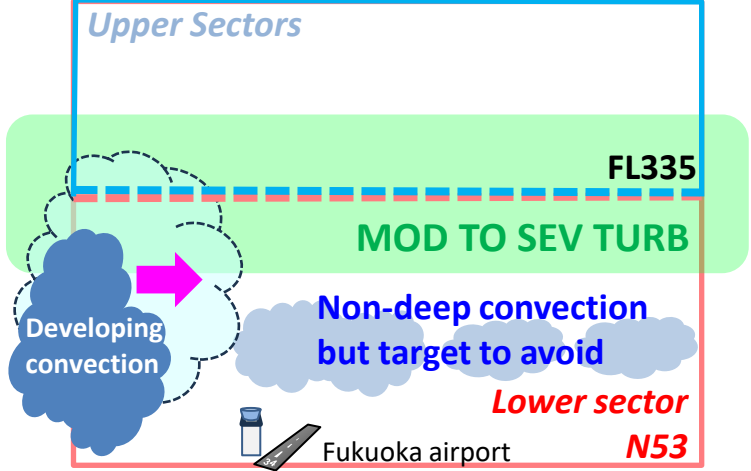 Upper Sectors
FL335
MOD TO SEV TURB
Non-deep convection
but target to avoid
Developing
convection
Lower sector
N53
Fukuoka airport
34